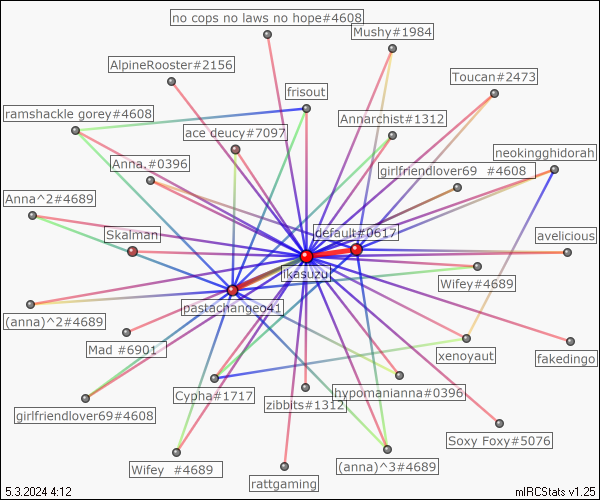 no cops no laws no hope#4608
Mushy#1984
AlpineRooster#2156
Toucan#2473
frisout
ramshackle gorey#4608
Annarchist#1312
ace deucy#7097
neokingghidorah
Anna.#0396
girlfriendlover69 #4608
Anna^2#4689
Skalman
default#0617
avelicious
ikasuzu
Wifey#4689
pastachangeo41
(anna)^2#4689
Mad #6901
xenoyaut
fakedingo
hypomanianna#0396
Cypha#1717
zibbits#1312
girlfriendlover69#4608
Soxy Foxy#5076
Wifey #4689
(anna)^3#4689
rattgaming
5.3.2024 4:12
mIRCStats v1.25